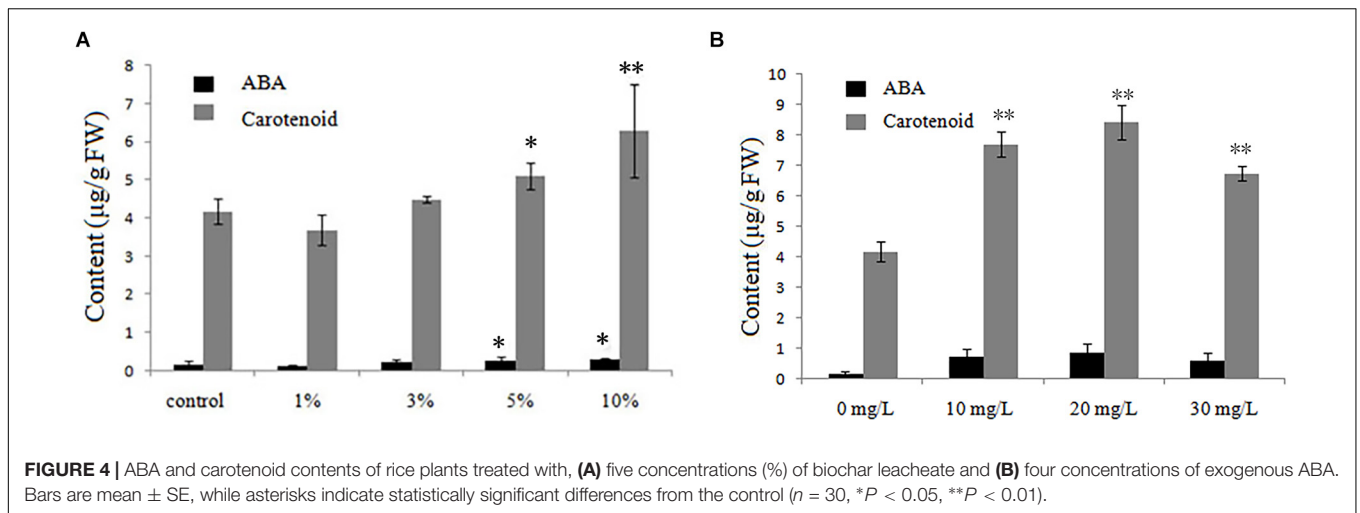 A
Content (µg/g FW)
8
7
6
5
4
3
2
1
0
ABA
Carotenoid
*
*
*
**
control 1% 3% 5% 10%
B
Content (µg/g FW)
10
9
8
7
6
5
4
3
2
1
0
ABA
Carotenoid
**
**
**
0 mg/L 10 mg/L 20 mg/L 30 mg/L
FIGURE 4 | ABA and carotenoid contents of rice plants treated with, (A) five concentrations (%) of biochar leacheate and (B) four concentrations of exogenous ABA.
Bars are mean ± SE, while asterisks indicate statistically significant differences from the control (n = 30, *P < 0.05, **P < 0.01).